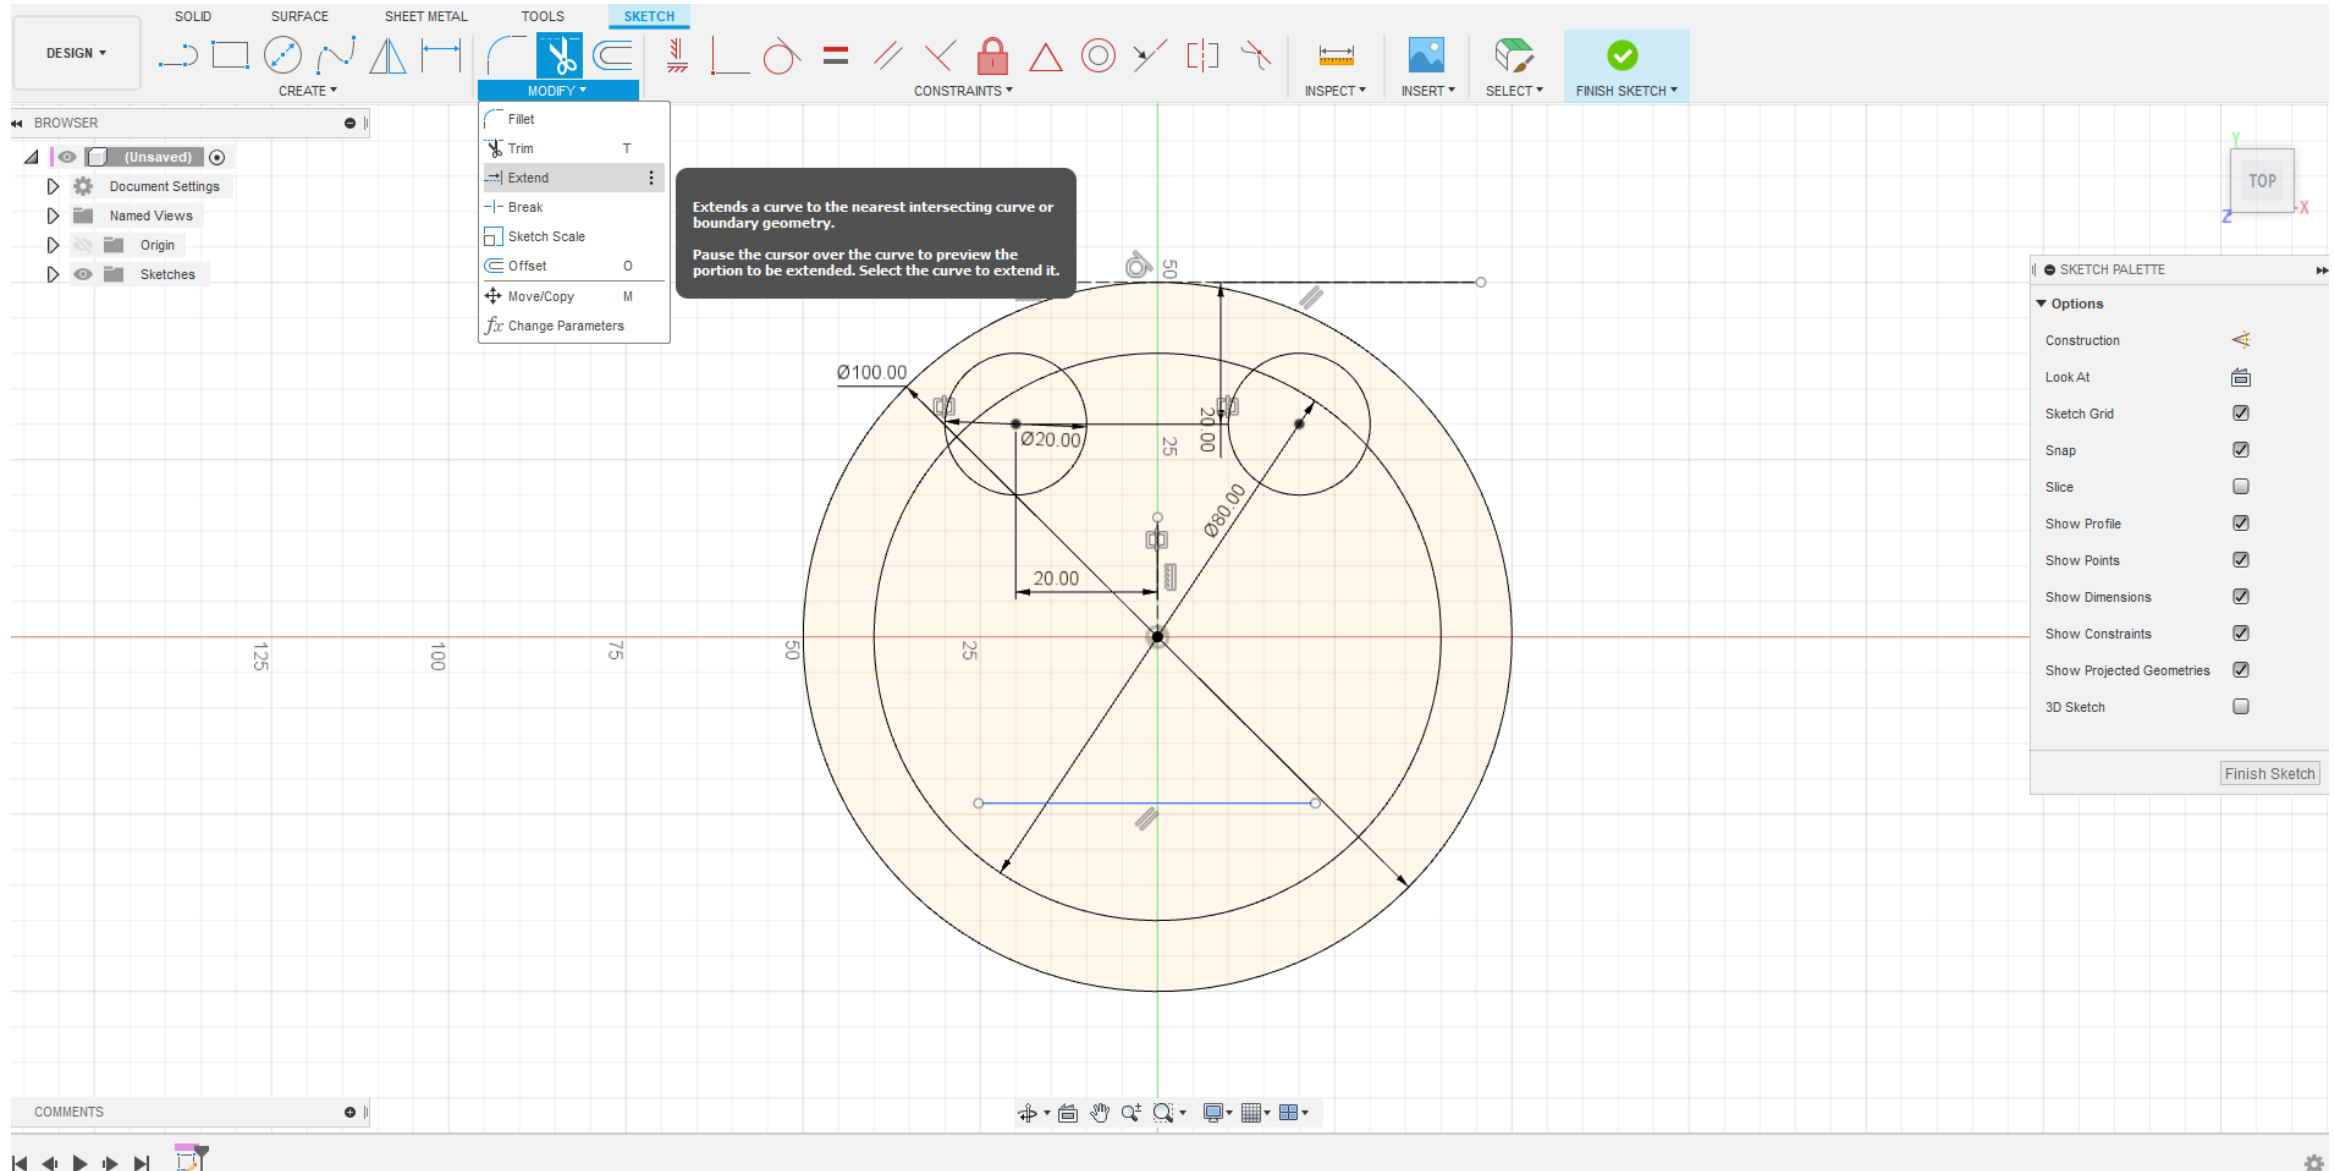 SOLID SURFACE SHEET METAL TOOLS SKETCH
DESIGN
CREATE MODIFY CONSTRAINTS INSPECT INSERT SELECT FINISH SKETCH
BROWSER
(Unsaved)
Document Settings
Named Views
Origin
Sketches
Fillet
Trim T
Extend
Break
Sketch Scale
Offset O
Move/Copy M
fx Change Parameters
Extends a curve to the nearest intersecting curve or
boundary geometry.
Pause the cursor over the curve to preview the
portion to be extended. Select the curve to extend it.
Y
TOP
X
Z
50
Ø100.00
Ø20.00
20.00
25
Ø80.00
20.00
125
100
75
50
25
SKETCH PALETTE
Options
Construction
Look At
Sketch Grid
Snap
Slice
Show Profile
Show Points
Show Dimensions
Show Constraints
Show Projected Geometries
3D Sketch
Finish Sketch
COMMENTS